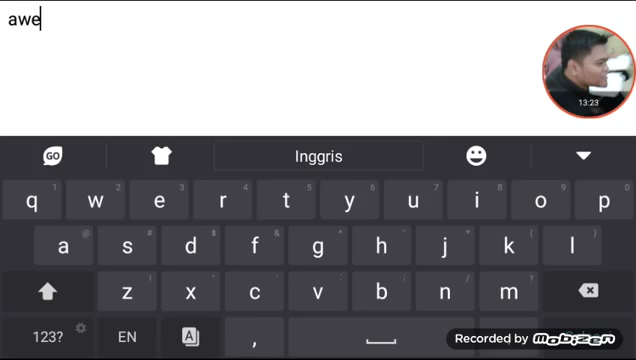 awe
13:23
GO
Inggris
q 1 w 2 e 3 r 4 t 5 y 6 u 7 i 8 o 9 p 0
a @ s # d $ f & g * h j + k ( l )
z x c v : b ; n / m ?
123? EN A , Recorded by mobizen